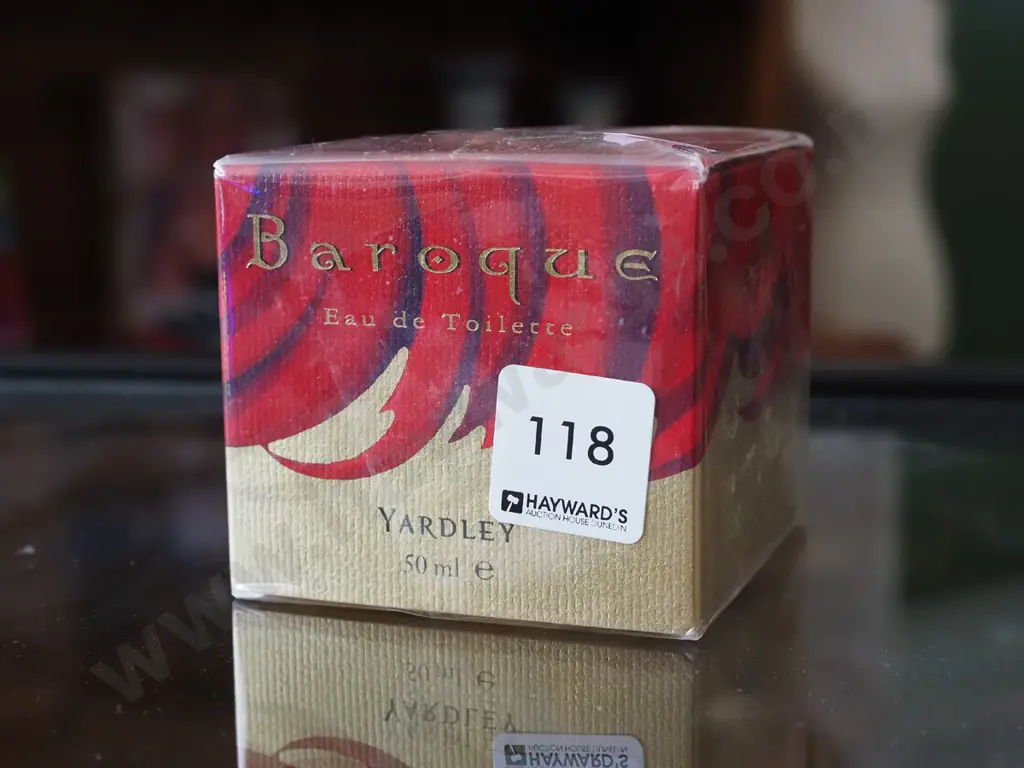 Baroque
Eau de Toilette
118
HAYWARD'S
AUCTION HOUSE DUNEDIN
YARDLEY
50 ml e